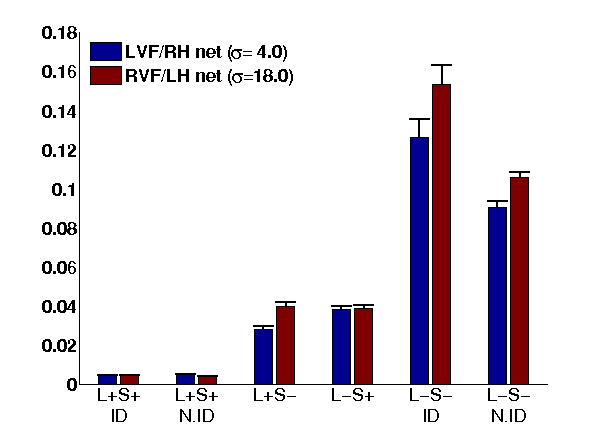 0.18
0.16
0.14
0.12
0.1
0.08
0.06
0.04
0.02
0
LVF/RH net (σ= 4.0)
RVF/LH net (σ=18.0)
L+S+ L+S+ L+S− L−S+ L−S− L−S−
ID N.ID ID N.ID